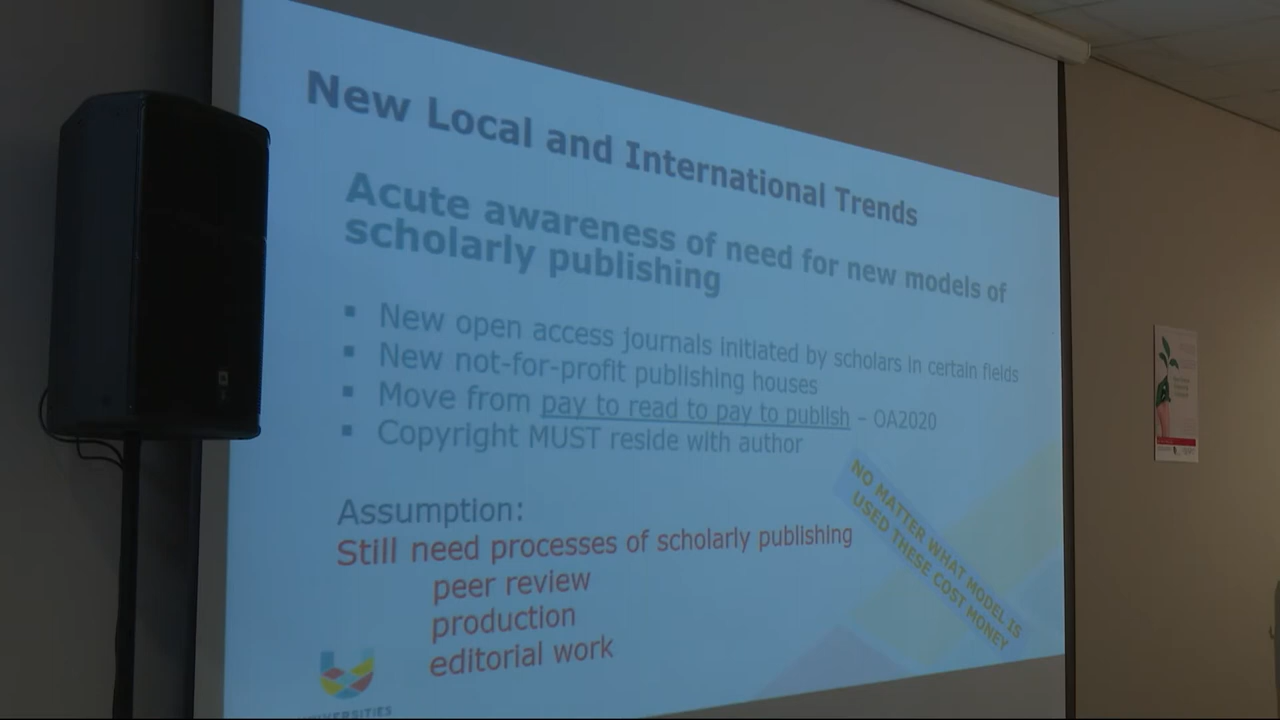 New Local and International Trends
Acute awareness of need for new models of
scholarly publishing
▪ New open access journals initiated by scholars in certain fields
▪ New not-for-profit publishing houses
▪ Move from pay to read to pay to publish – OA2020
▪ Copyright MUST reside with author
Assumption:
Still need processes of scholarly publishing
peer review
production
editorial work
NO MATTER WHAT MODEL IS
USED THESE COST MONEY